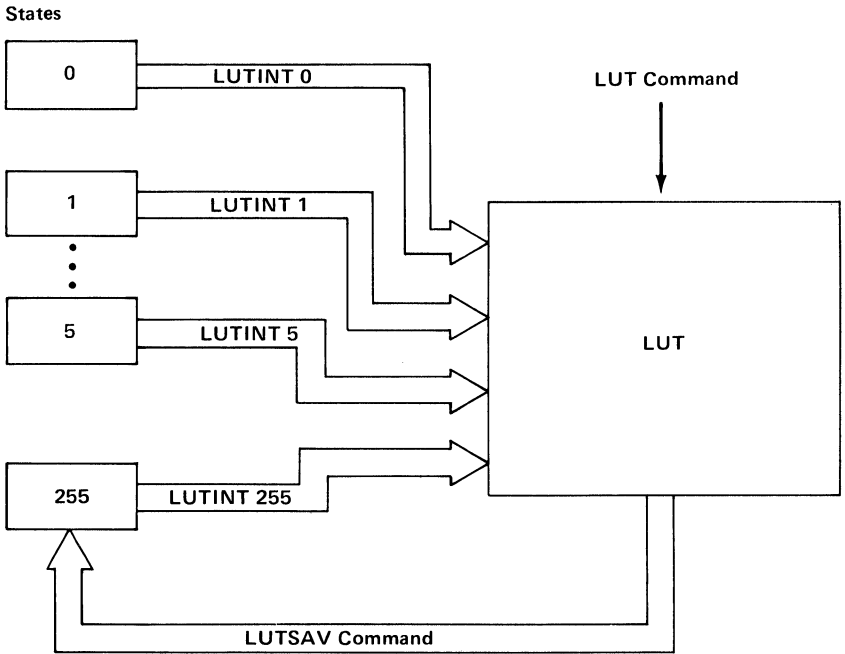 States
0
LUTINT 0
LUT Command
1
LUTINT 1
5
LUTINT 5
LUT
255
LUTINT 255
LUTSAV Command